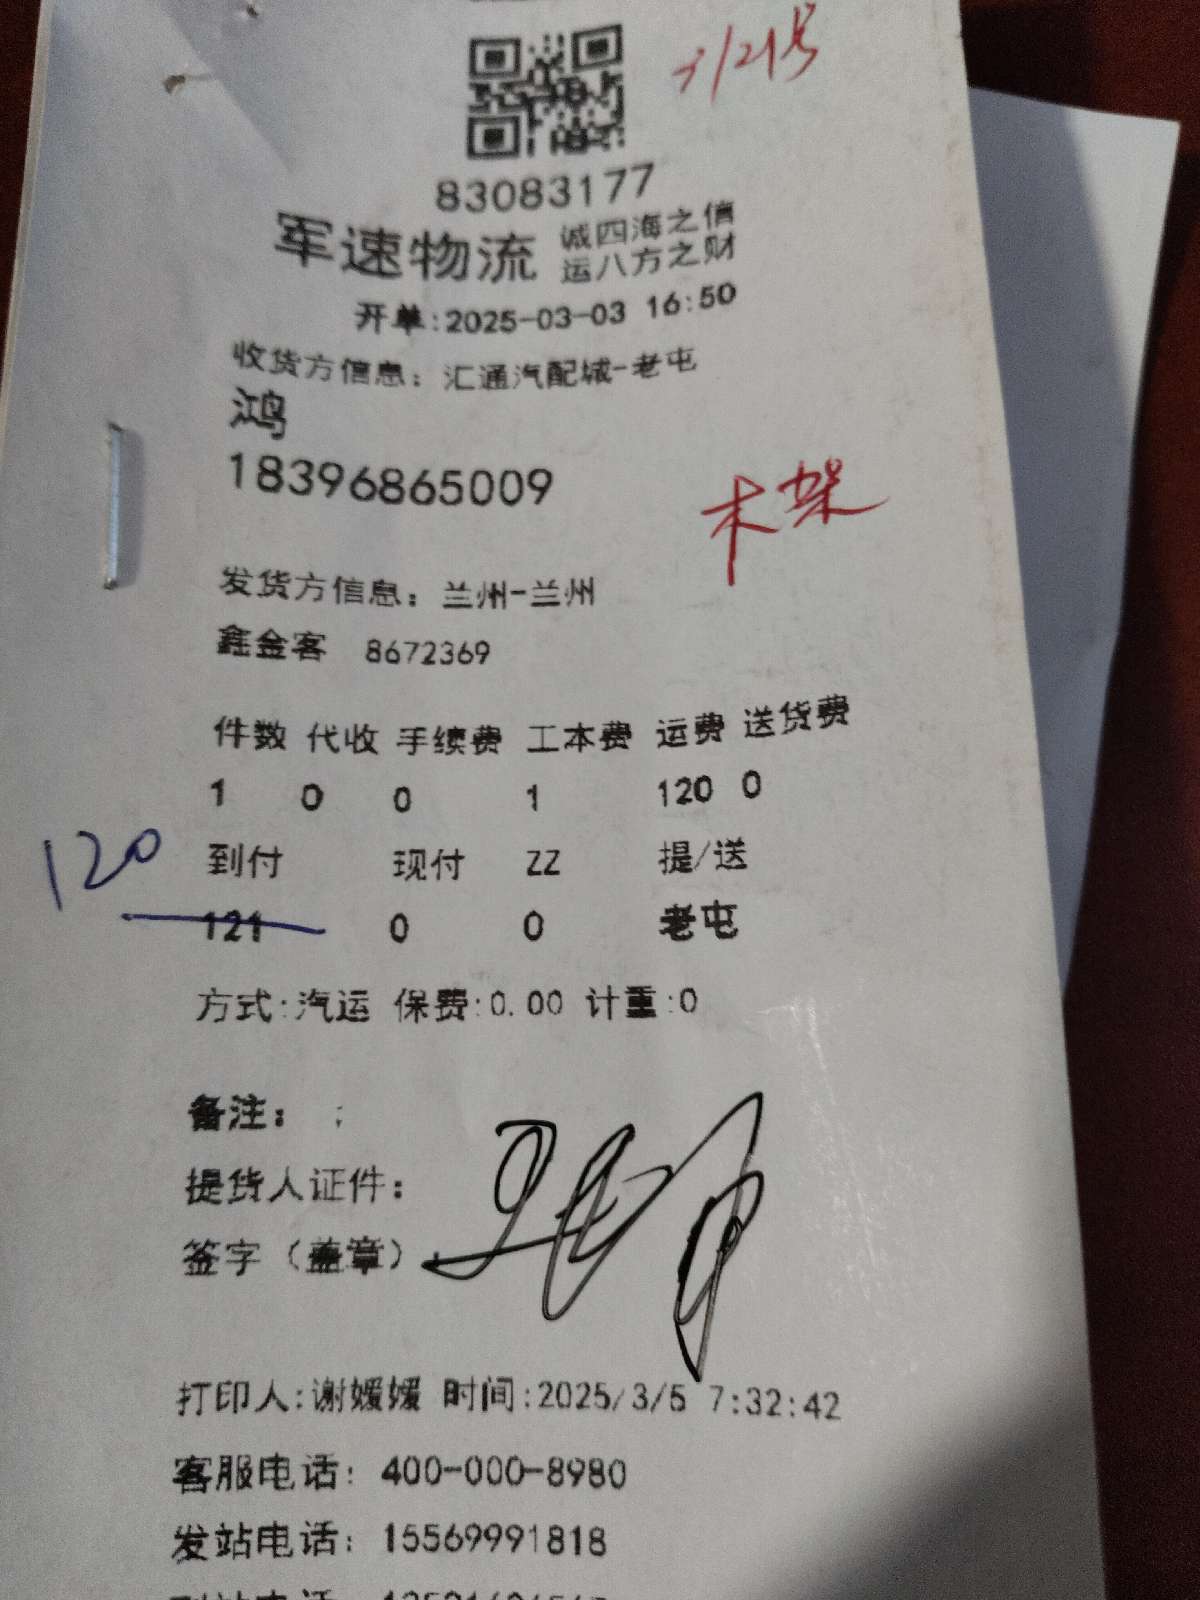 83083177
军速物流 诚四海之信
运八方之财
开单:2025-03-03 16:50
收货方信息: 汇通汽配城-老屯
鸿
18396865009
木架
发货方信息: 兰州-兰州
鑫金客 8672369
件数 代收 手续费 工本费 运费 送货费
1 0 0 1 120 0
120
到付 现付 ZZ 提/送
121 0 0 老屯
方式:汽运 保费:0.00 计重:0
备注: ;
提货人证件:
签字(盖章):
打印人:谢嫒嫒 时间:2025/3/5 7:32:42
客服电话: 400-000-8980
发站电话: 15569991818